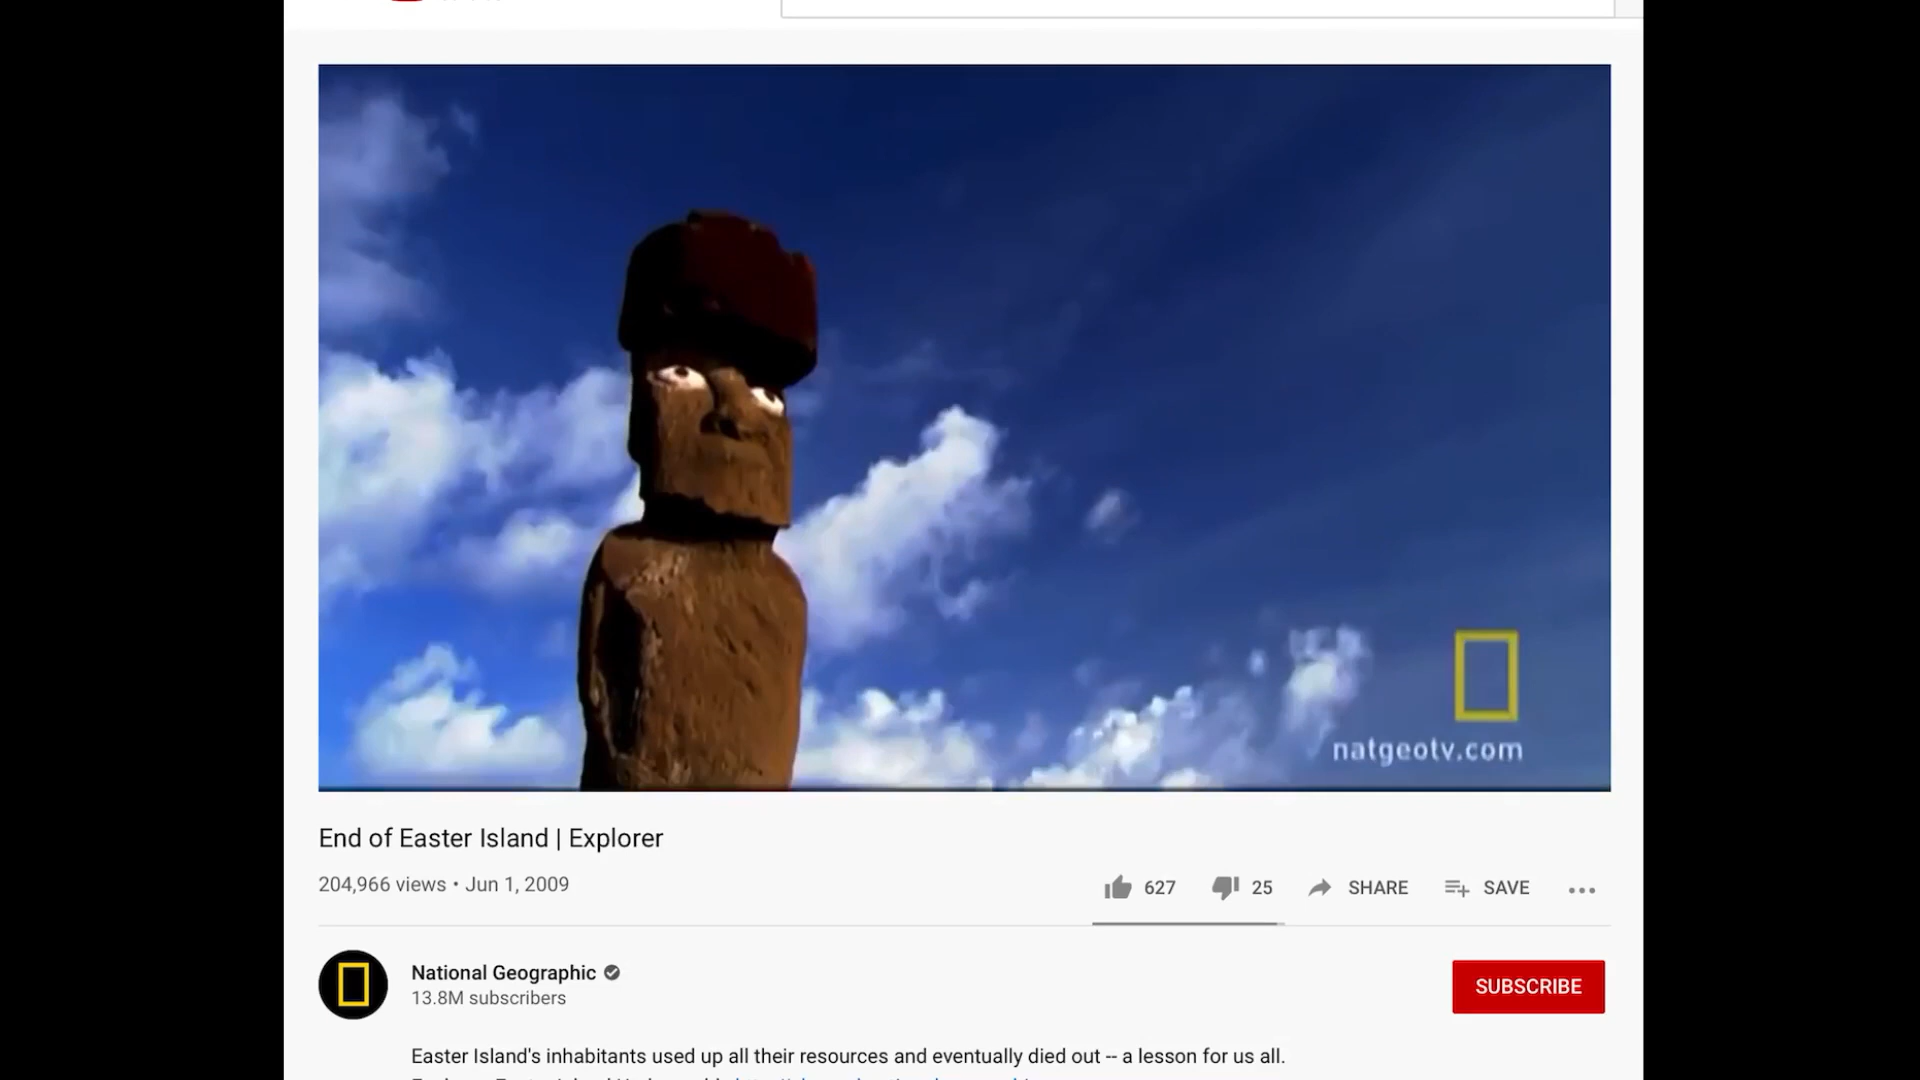 natgeotv.com
End of Easter Island | Explorer
204,966 views • Jun 1, 2009
627 25 SHARE SAVE
National Geographic
13.8M subscribers
SUBSCRIBE
Easter Island's inhabitants used up all their resources and eventually died out -- a lesson for us all.